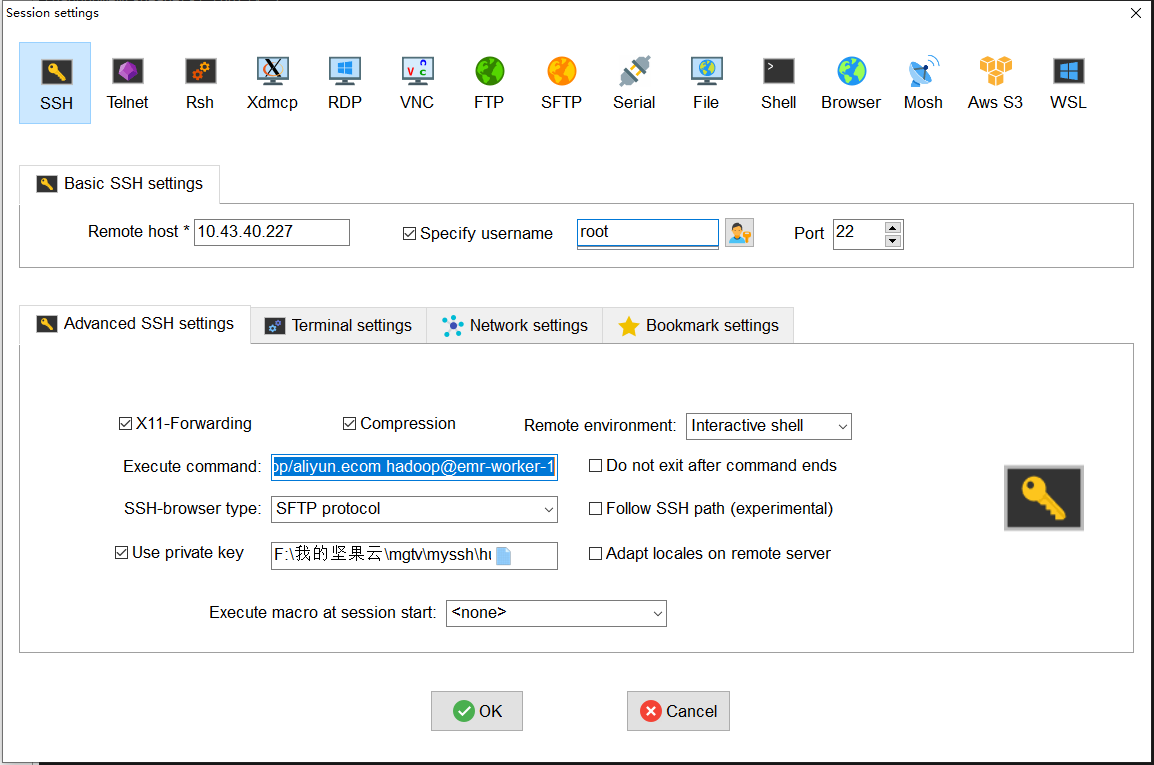 Session settings
SSH Telnet Rsh Xdmcp RDP VNC FTP SFTP Serial File Shell Browser Mosh Aws S3 WSL
Basic SSH settings
Remote host * 10.43.40.227 Specify username root Port 22
Advanced SSH settings Terminal settings Network settings Bookmark settings
X11-Forwarding Compression Remote environment: Interactive shell
Execute command: op/aliyun.ecom hadoop@emr-worker-1 Do not exit after command ends
SSH-browser type: SFTP protocol Follow SSH path (experimental)
Use private key F:\我的坚果云\mgtv\myssh\hu Adapt locales on remote server
Execute macro at session start: <none>
OK Cancel